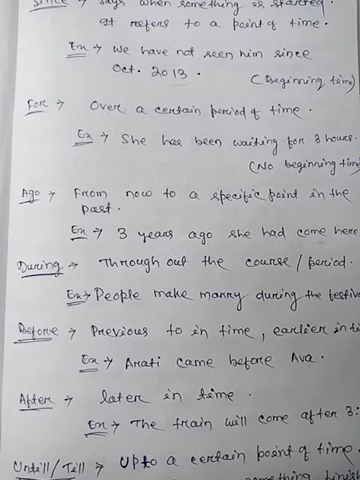 Since → says when something is started.
It refers to a point of time.
Ex → We have not seen him since
Oct. 2013.
(Beginning time)
For → Over a certain period of time.
Ex → She has been waiting for 3 hours.
(No beginning time
Ago → From now to a specific point in the
past.
Ex → 3 years ago she had come here
During → Through out the course/period.
Ex → People make marry during the festive
Before → Previous to in time, earlier in ti
Ex → Arati came before Ava.
After → later in time.
Ex → The train will come after 3:
Untill/Till → Upto a certain point of time.
something finish